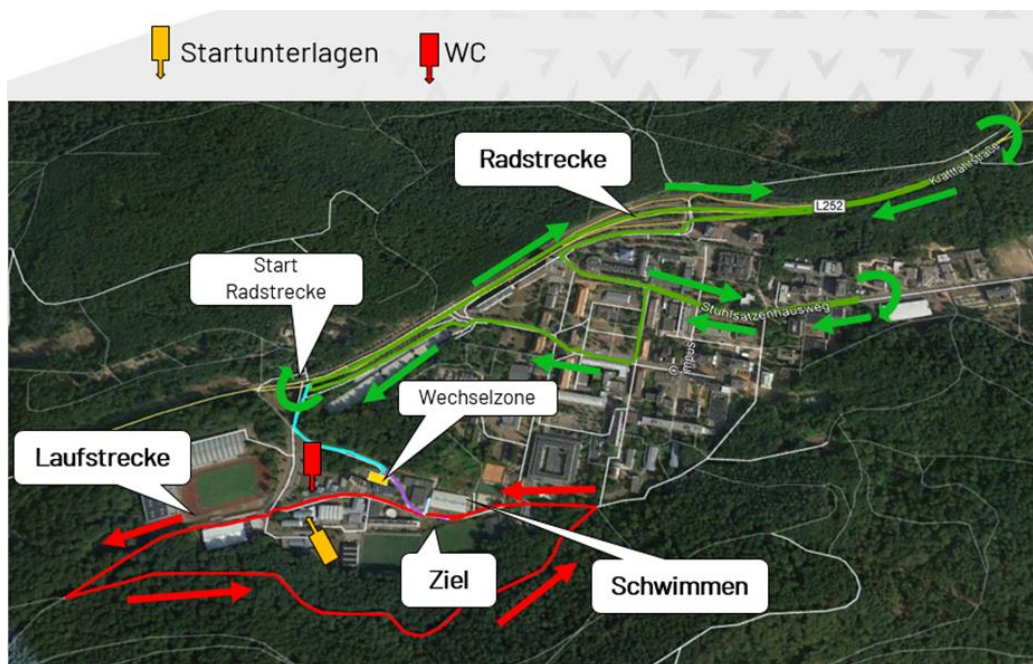 Startunterlagen
WC
Radstrecke
Kraftfahrstraße
L252
Start
Radstrecke
Stuhlsatzenhausweg
Wechselzone
Laufstrecke
Ziel
Schwimmen